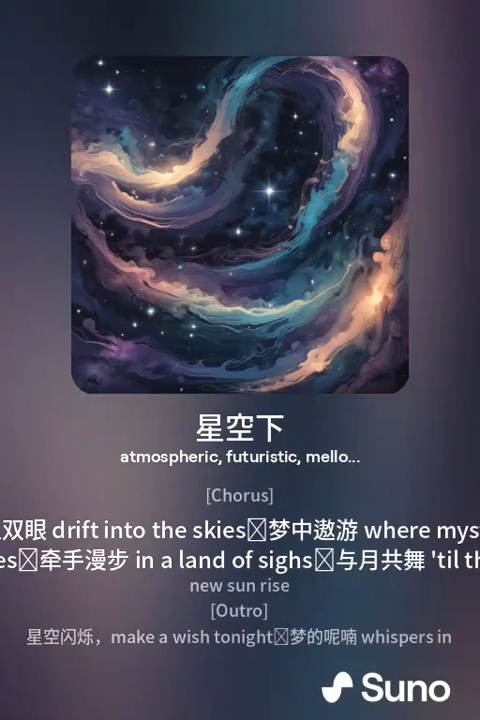 星空下
atmospheric, futuristic, mello...
[Chorus]
双眼 drift into the skies梦中遨游 where myst
es牵手漫步 in a land of sighs与月共舞 'til th
new sun rise
[Outro]
星空闪烁，make a wish tonight梦的呢喃 whispers in
Suno